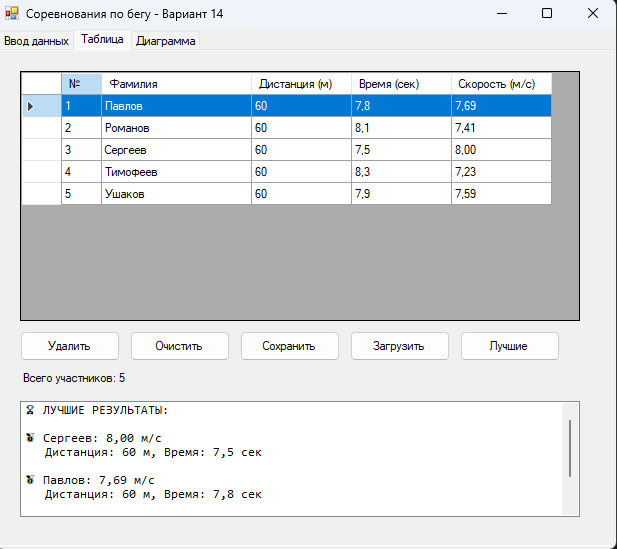 Соревнования по бегу - Вариант 14
Ввод данных Таблица Диаграмма
№ Фамилия Дистанция (м) Время (сек) Скорость (м/с)
1 Павлов 60 7,8 7,69
2 Романов 60 8,1 7,41
3 Сергеев 60 7,5 8,00
4 Тимофеев 60 8,3 7,23
5 Ушаков 60 7,9 7,59
Удалить Очистить Сохранить Загрузить Лучшие
Всего участников: 5
ЛУЧШИЕ РЕЗУЛЬТАТЫ:
Сергеев: 8,00 м/с
Дистанция: 60 м, Время: 7,5 сек
Павлов: 7,69 м/с
Дистанция: 60 м, Время: 7,8 сек